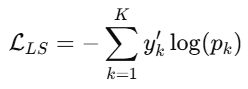 $\mathcal{L}_{LS} = -\sum_{k=1}^{K} y'_k \log(p_k)$